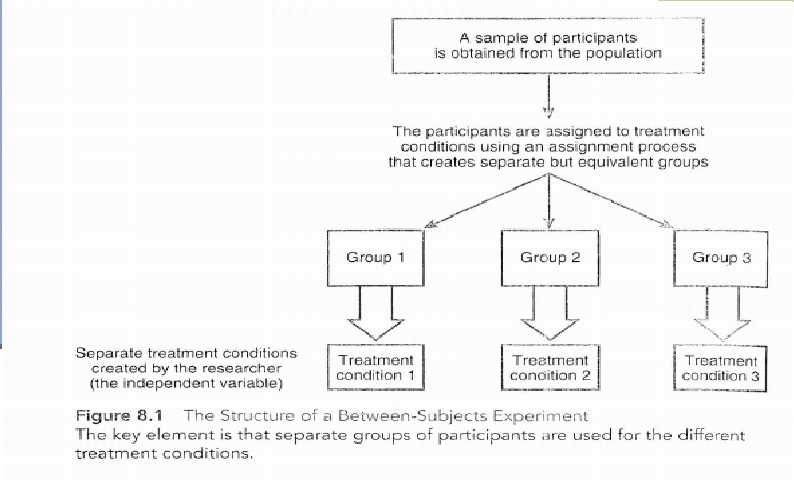 A sample of participants
is obtained from the population
The participants are assigned to treatment
conditions using an assignment process
that creates separate but equivalent groups
Group 1
Group 2
Group 3
Separate treatment conditions
created by the researcher
(the independent variable)
Treatment
condition 1
Treatment
condition 2
Treatment
condition 3
Figure 8.1 The Structure of a Between-Subjects Experiment
The key element is that separate groups of participants are used for the different
treatment conditions.